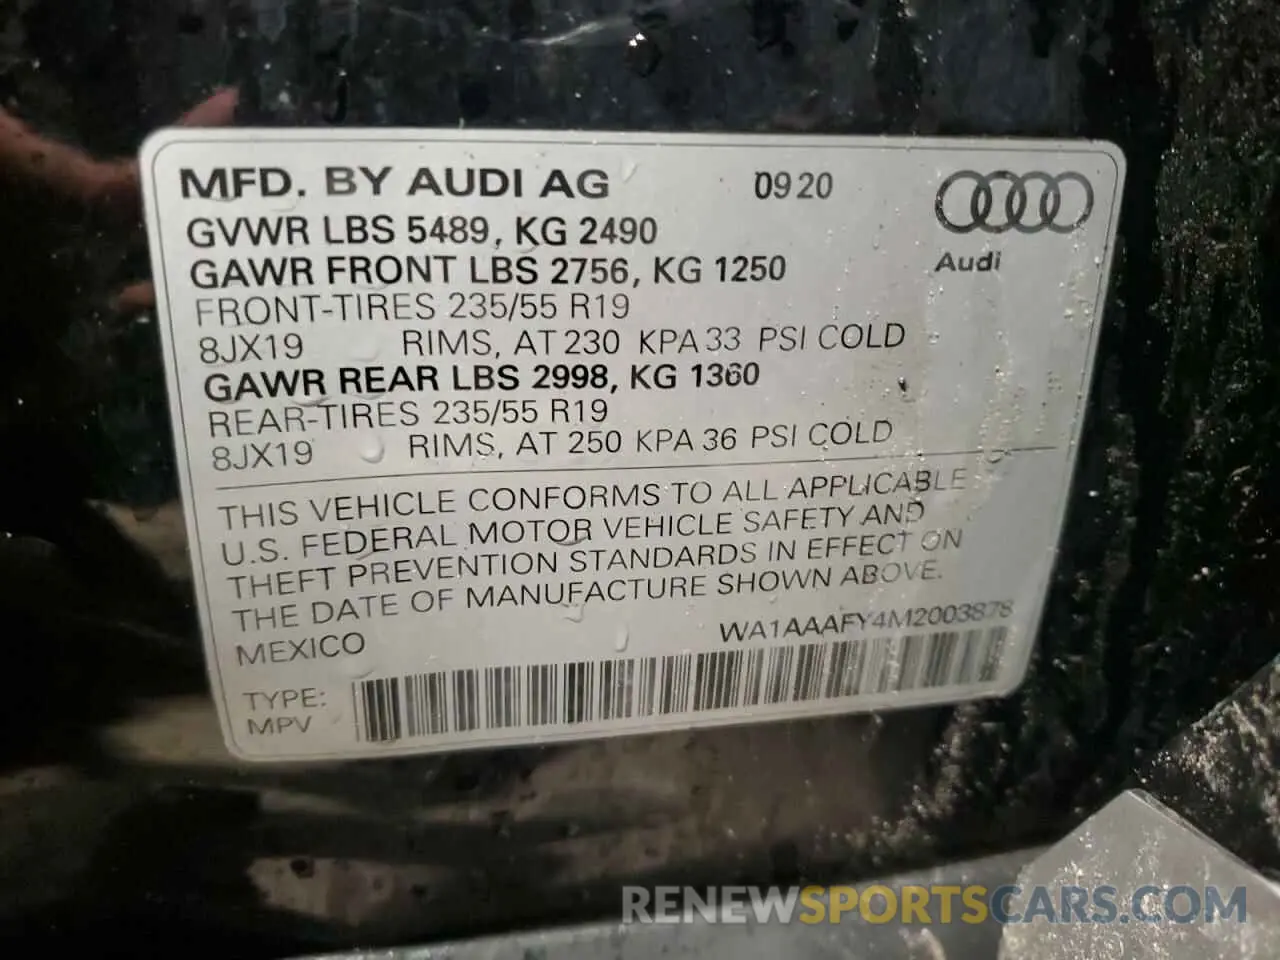 MFD. BY AUDI AG 09 20
GVWR LBS 5489, KG 2490
GAWR FRONT LBS 2756, KG 1250
Audi
FRONT-TIRES 235/55 R19
8JX19 RIMS, AT 230 KPA 33 PSI COLD
GAWR REAR LBS 2998, KG 1360
REAR-TIRES 235/55 R19
8JX19 RIMS, AT 250 KPA 36 PSI COLD
THIS VEHICLE CONFORMS TO ALL APPLICABLE
U.S. FEDERAL MOTOR VEHICLE SAFETY AND
THEFT PREVENTION STANDARDS IN EFFECT ON
THE DATE OF MANUFACTURE SHOWN ABOVE.
MEXICO WA1AAAFY4M2003878
TYPE:
MPV
RENEWSPORTSCARS.COM